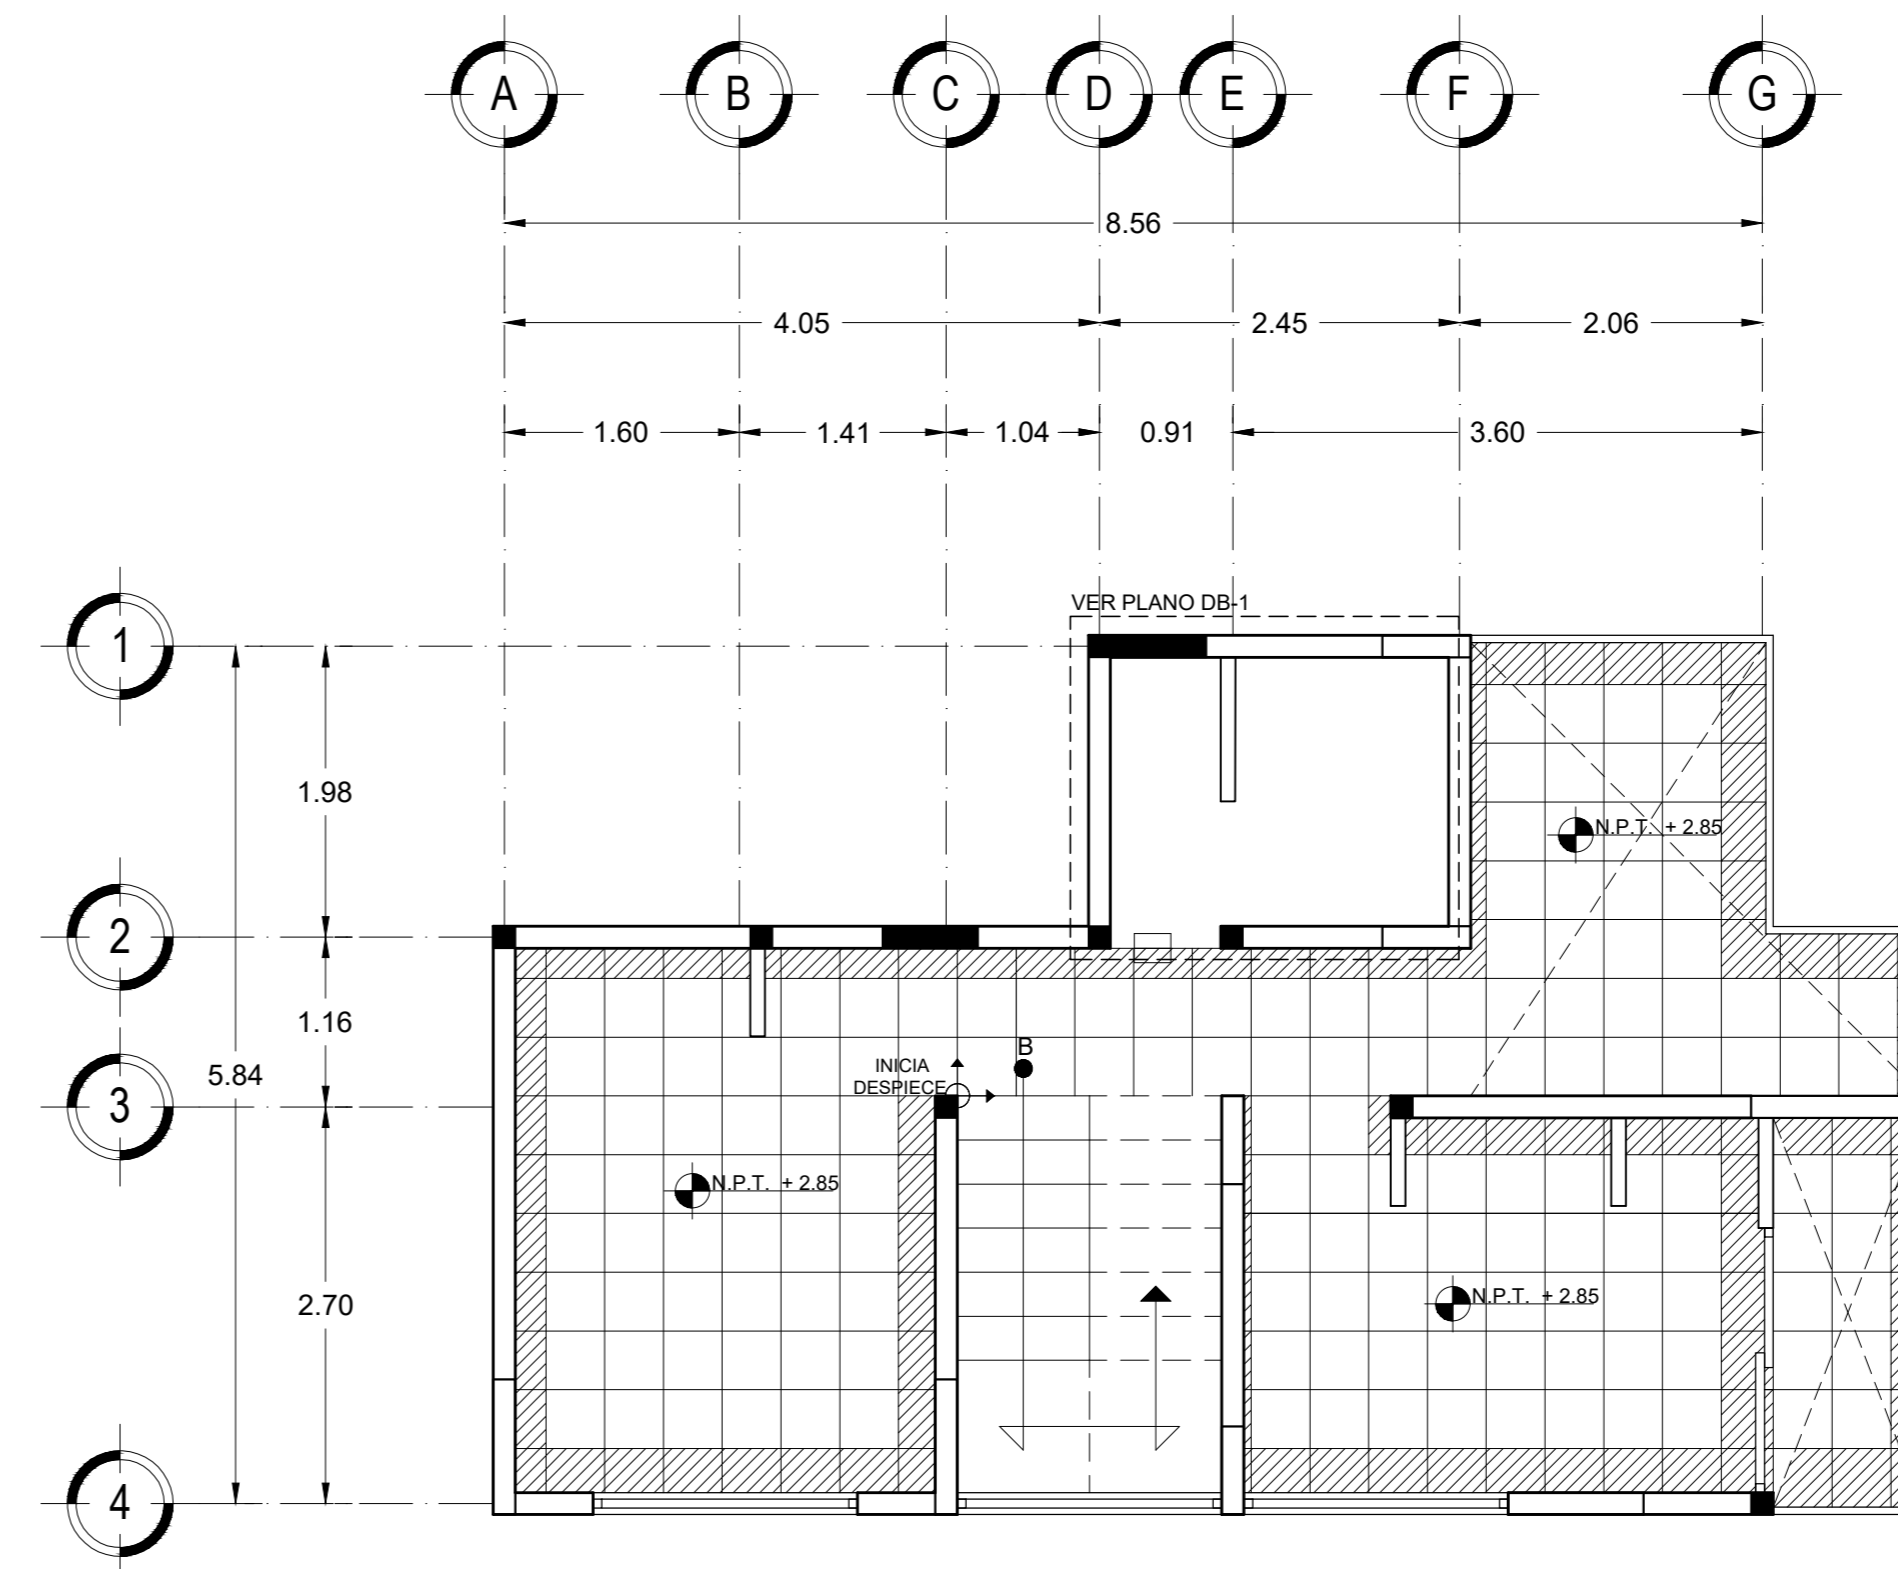 A B C D E F G
8.56
4.05 2.45 2.06
1.60 1.41 1.04 0.91 3.60
VER PLANO DB-1
1
1.98
N.P.T. + 2.85
2
1.16
B
INICIA
DESPIECE
5.84
3
N.P.T. + 2.85
2.70
N.P.T. + 2.85
4